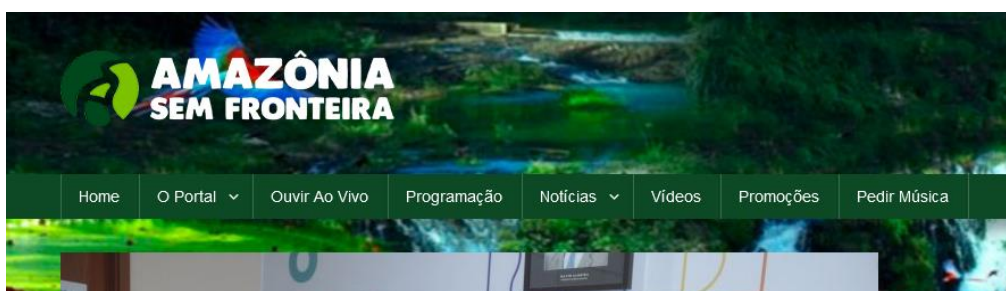 AMAZÔNIA
SEM FRONTEIRA
Home O Portal Ouvir Ao Vivo Programação Notícias Vídeos Promoções Pedir Música